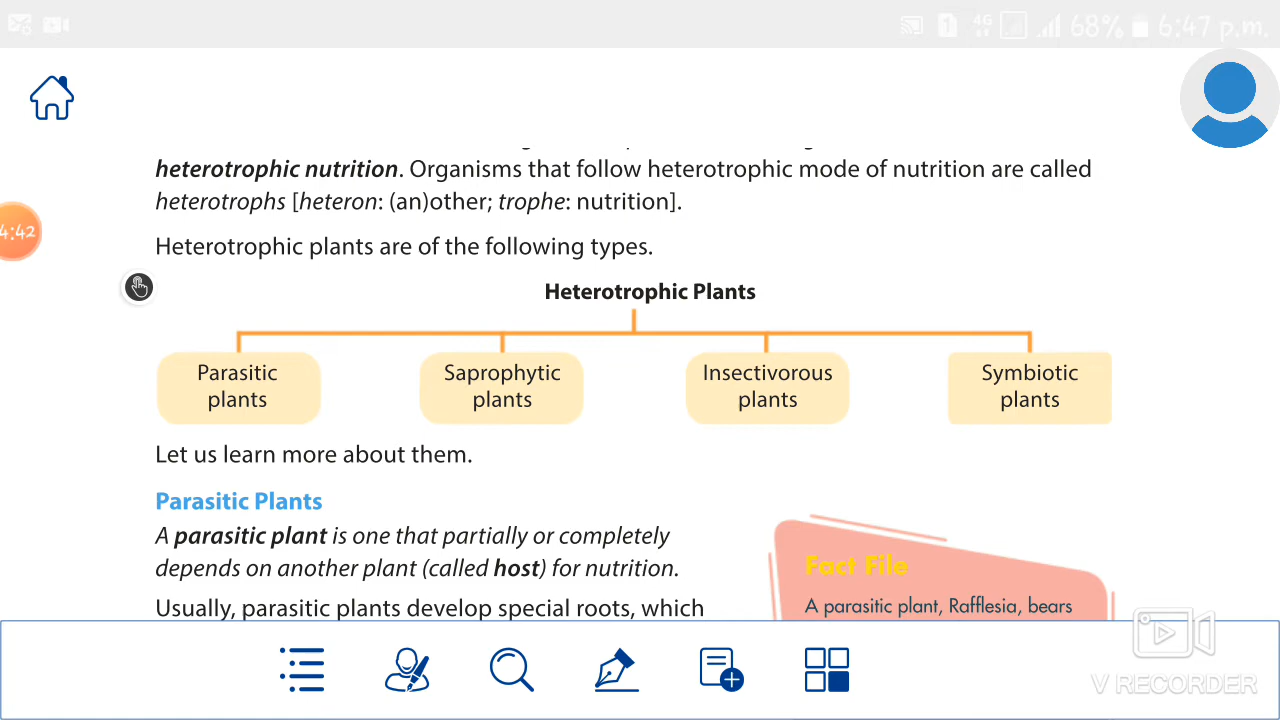 4G 68% 6:47 p.m.
heterotrophic nutrition. Organisms that follow heterotrophic mode of nutrition are called
heterotrophs [heteron: (an)other; trophe: nutrition].
4:42
Heterotrophic plants are of the following types.
Heterotrophic Plants
Parasitic plants
Saprophytic plants
Insectivorous plants
Symbiotic plants
Let us learn more about them.
Parasitic Plants
A parasitic plant is one that partially or completely
depends on another plant (called host) for nutrition.
Usually, parasitic plants develop special roots, which
Fact File
A parasitic plant, Rafflesia, bears
V RECORDER